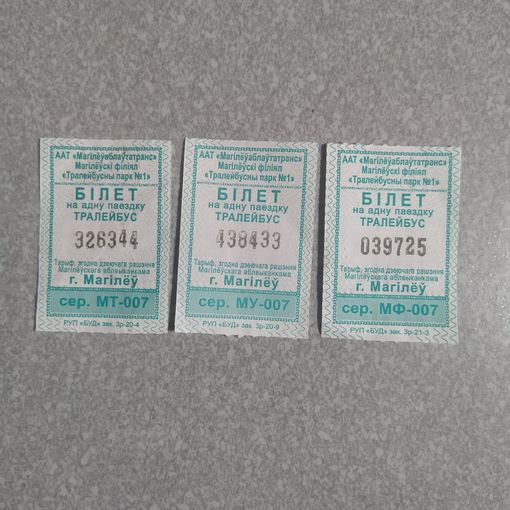 ААТ «Магілёўаблаўтатранс»
Магілёўскі філіял
«Тралейбусны парк №1»
БІЛЕТ
на адну паездку
ТРАЛЕЙБУС
326344
Тарыф, згодна дзеючага рашэння
Магілёўскага аблвыканкама
г. Магілёў
сер. МТ-007
РУП «БУД» зак. 3р-20-4
ААТ «Магілёўаблаўтатранс»
Магілёўскі філіял
«Тралейбусны парк №1»
БІЛЕТ
на адну паездку
ТРАЛЕЙБУС
438433
Тарыф, згодна дзеючага рашэння
Магілёўскага аблвыканкама
г. Магілёў
сер. МУ-007
РУП «БУД» зак. 3р-20-9
ААТ «Магілёўаблаўтатранс»
Магілёўскі філіял
«Тралейбусны парк №1»
БІЛЕТ
на адну паездку
ТРАЛЕЙБУС
039725
Тарыф, згодна дзеючага рашэння
Магілёўскага аблвыканкама
г. Магілёў
сер. МФ-007
РУП «БУД» зак. 3р-21-3